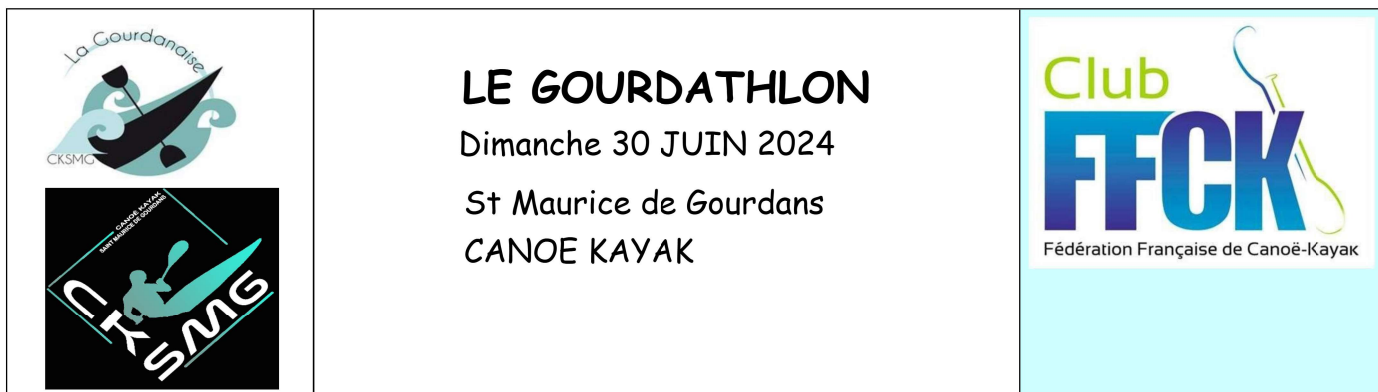 La Gourdanaise
CKSMG
CANOE KAYAK
SAINT MAURICE DE GOURDANS
CKSMG
LE GOURDATHLON
Dimanche 30 JUIN 2024
St Maurice de Gourdans
CANOE KAYAK
Club
FFCK
Fédération Française de Canoë-Kayak